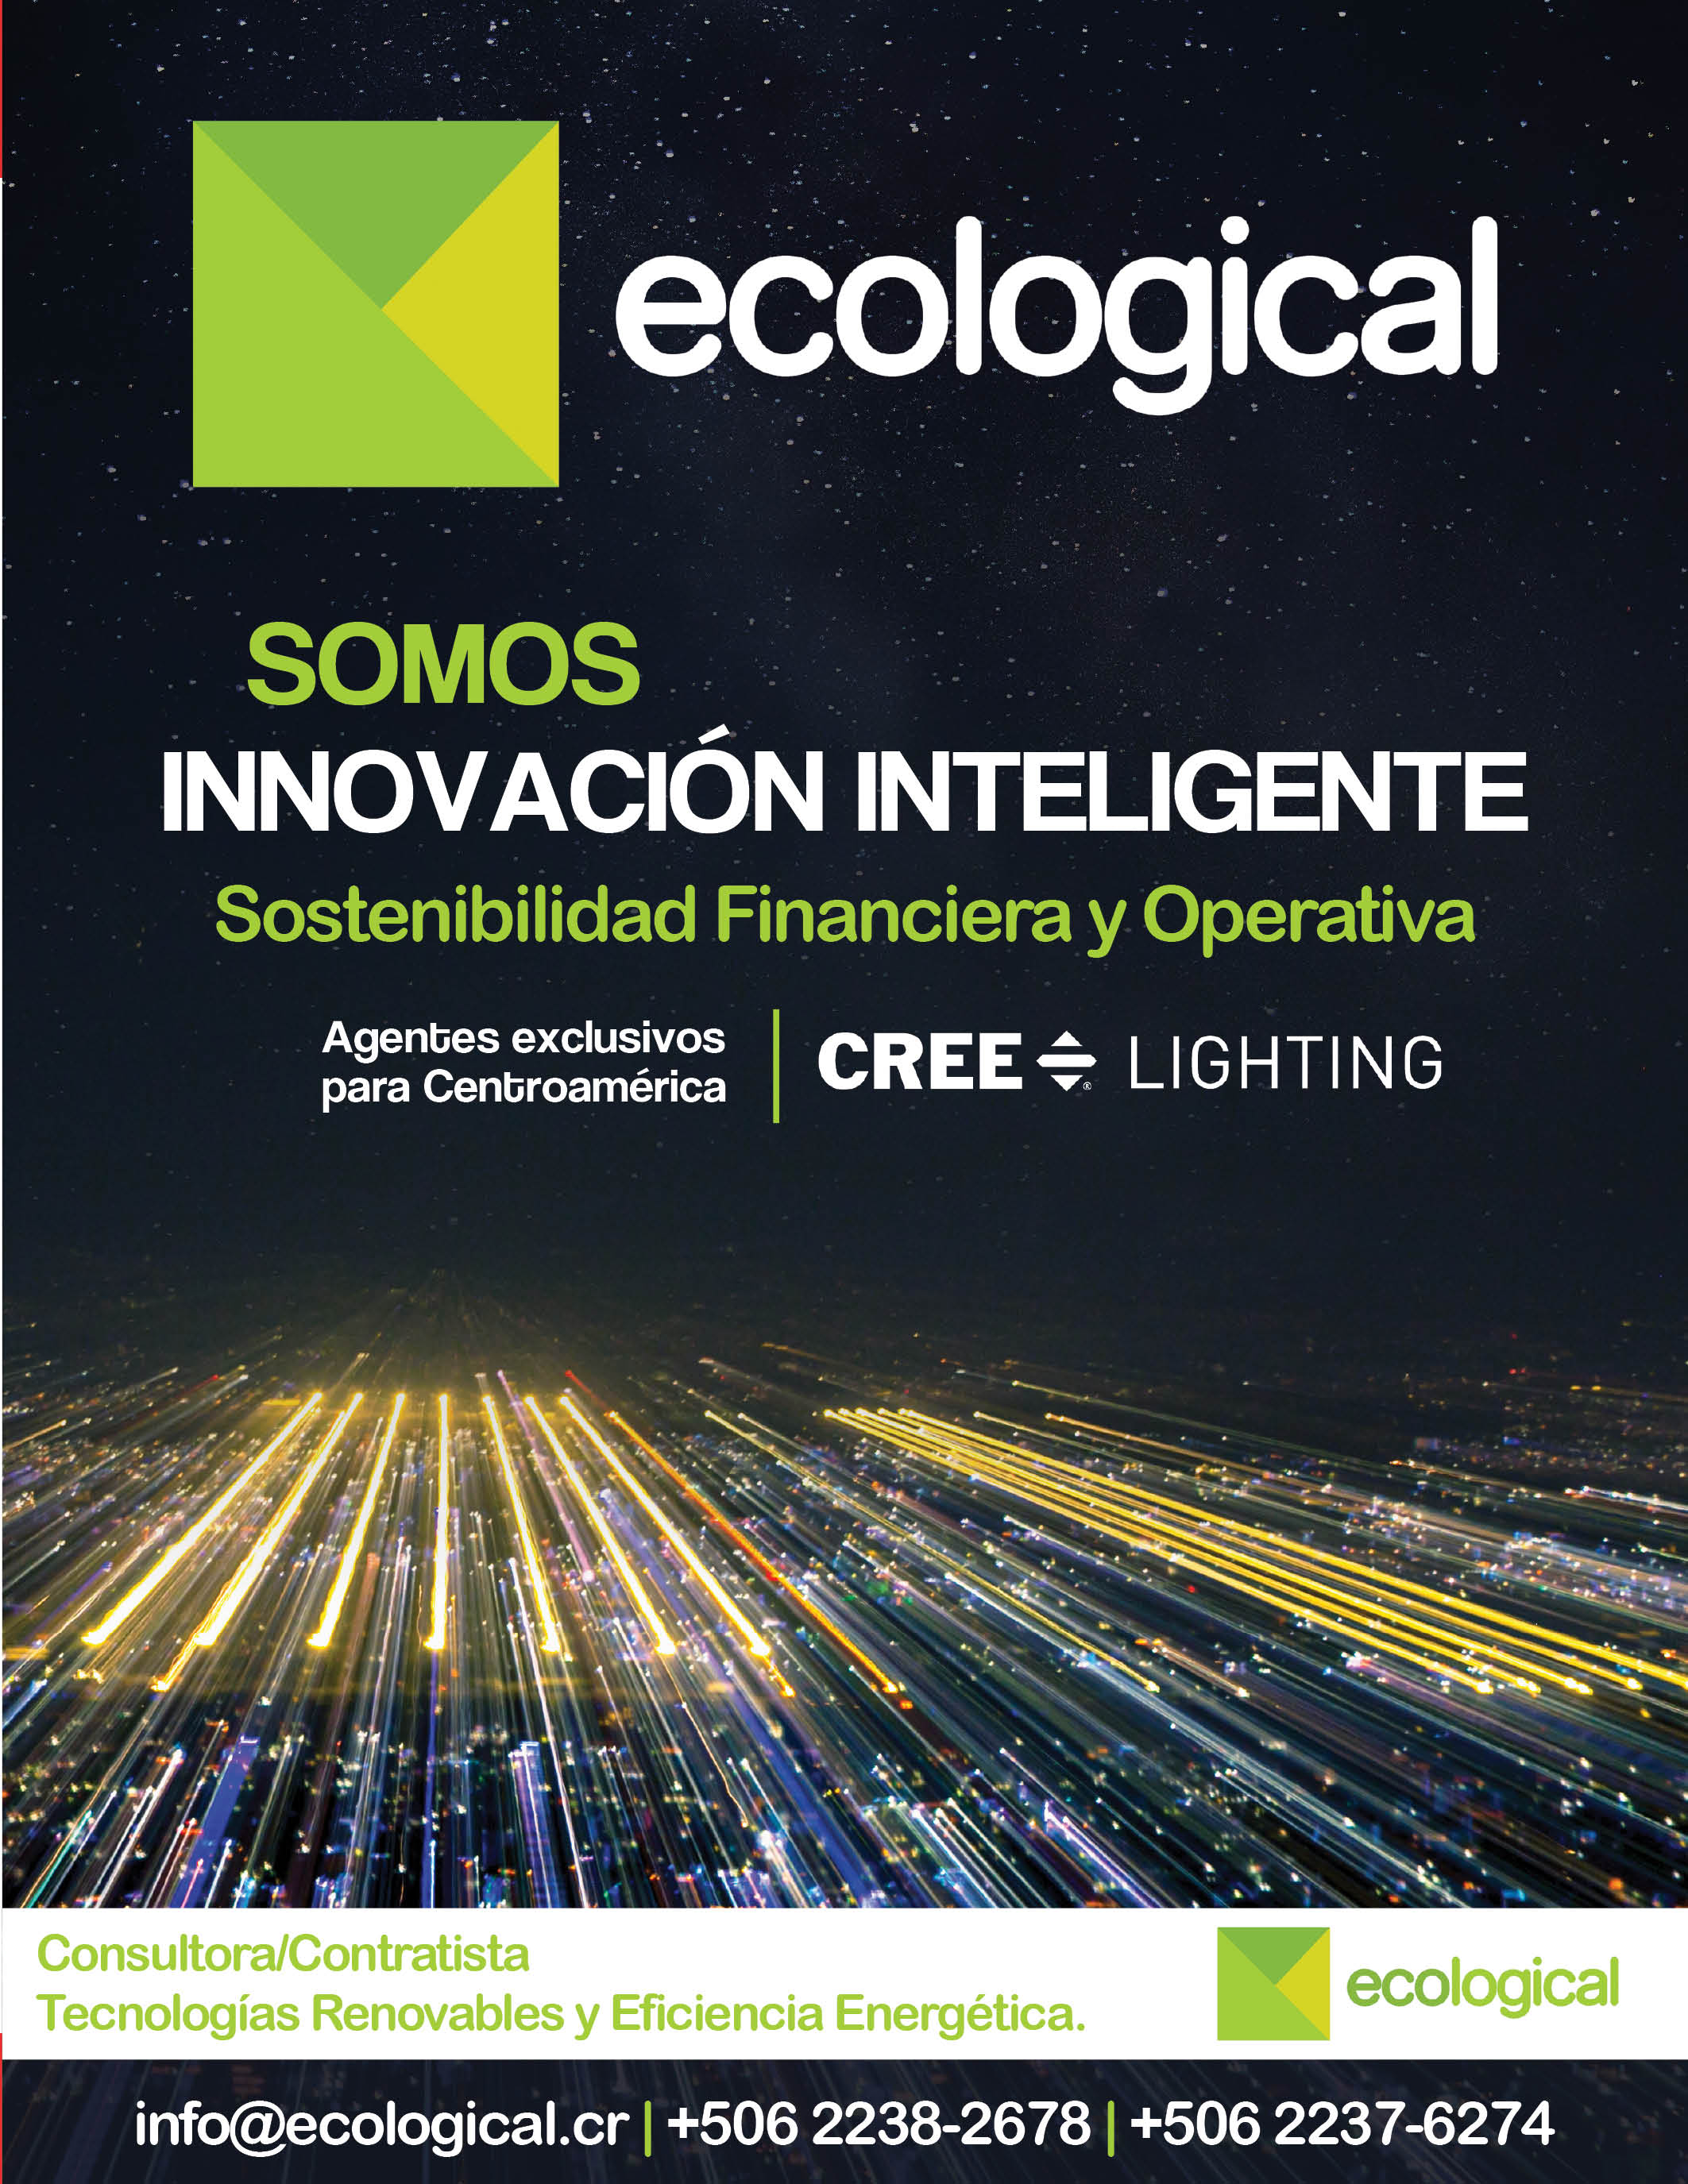 ecological
SOMOS
INNOVACIÓN INTELIGENTE
Sostenibilidad Financiera y Operativa
Agentes exclusivos
para Centroamérica
CREE ® LIGHTING
Consultora/Contratista
Tecnologías Renovables y Eficiencia Energética.
ecological
info@ecological.cr | +506 2238-2678 | +506 2237-6274